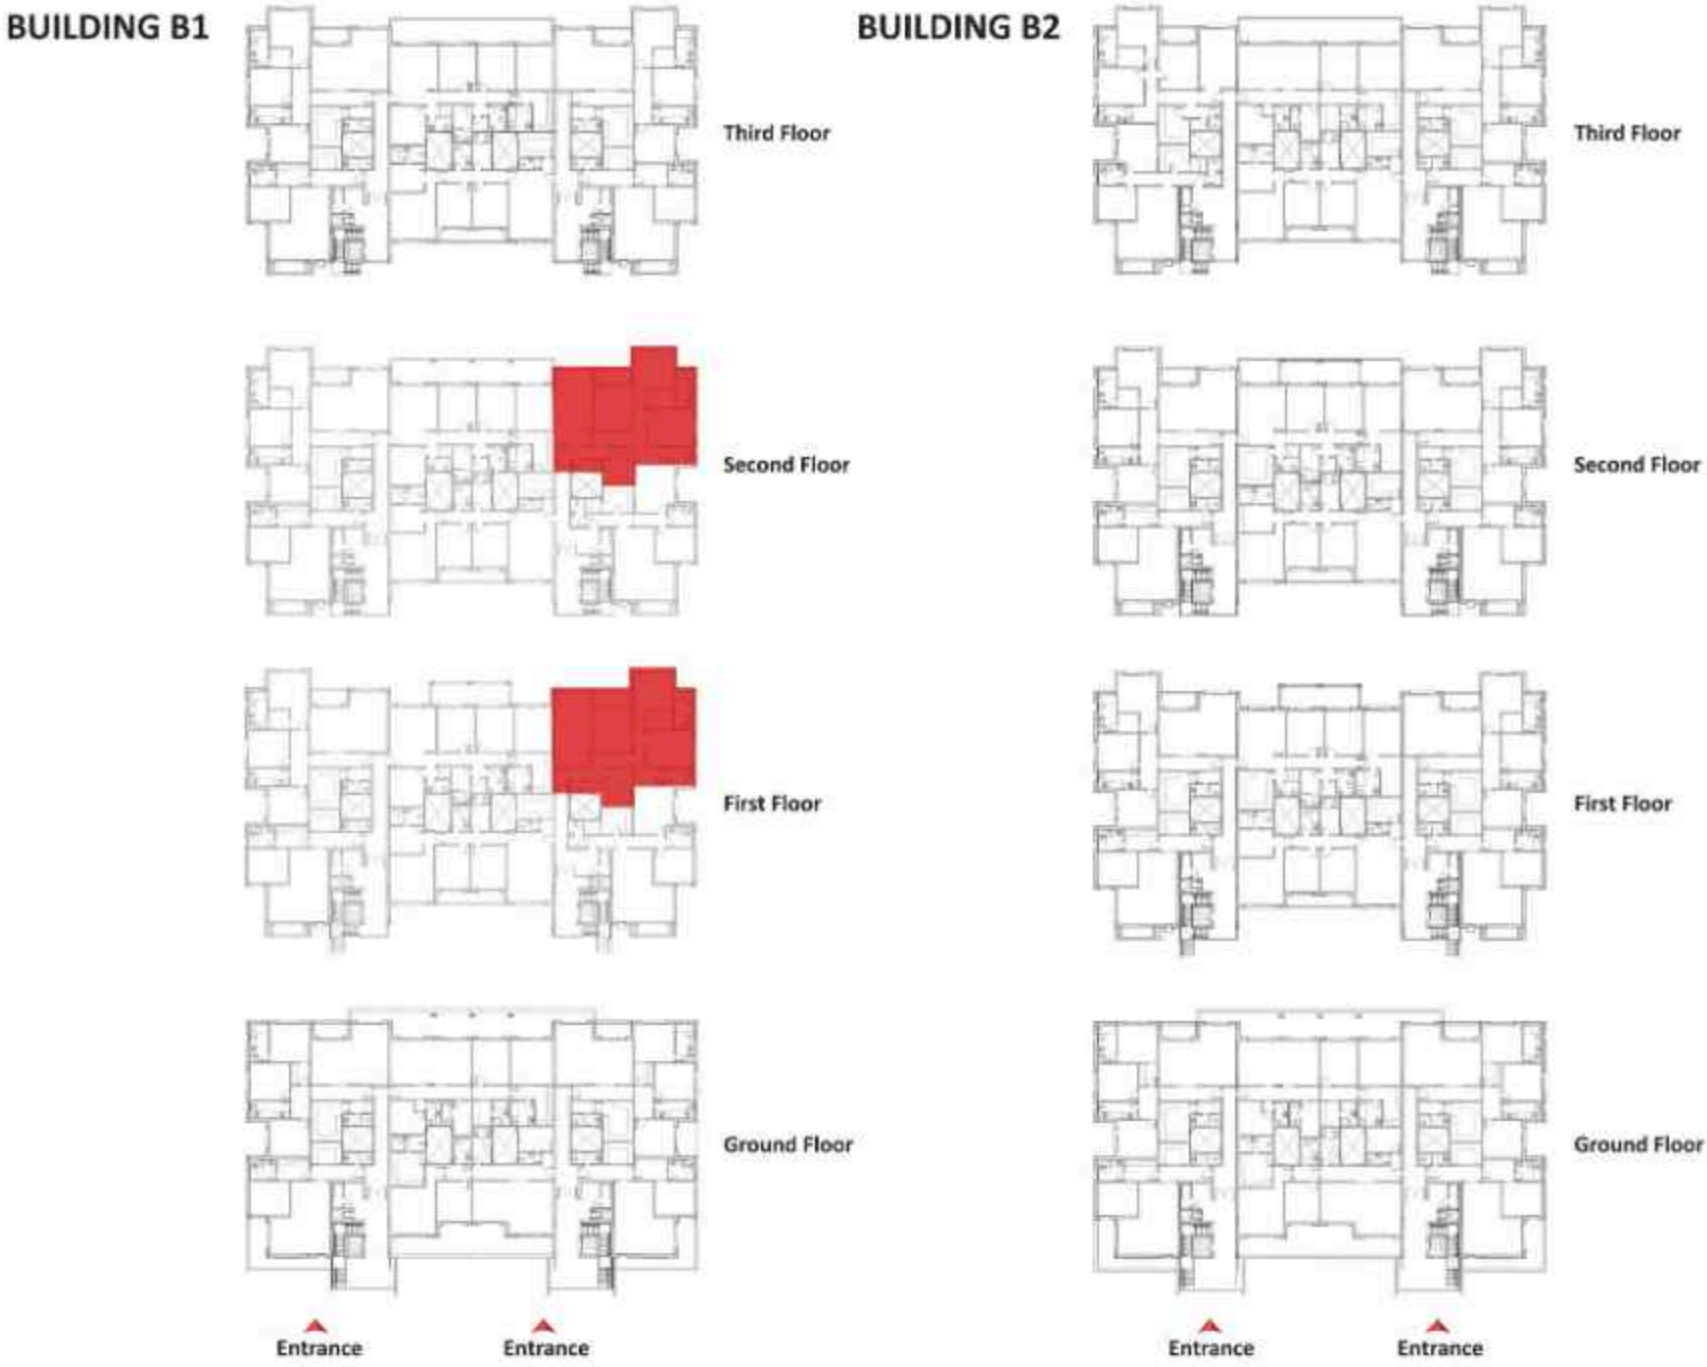 BUILDING B1
BUILDING B2
Third Floor
Third Floor
Second Floor
Second Floor
First Floor
First Floor
Ground Floor
Ground Floor
Entrance
Entrance
Entrance
Entrance